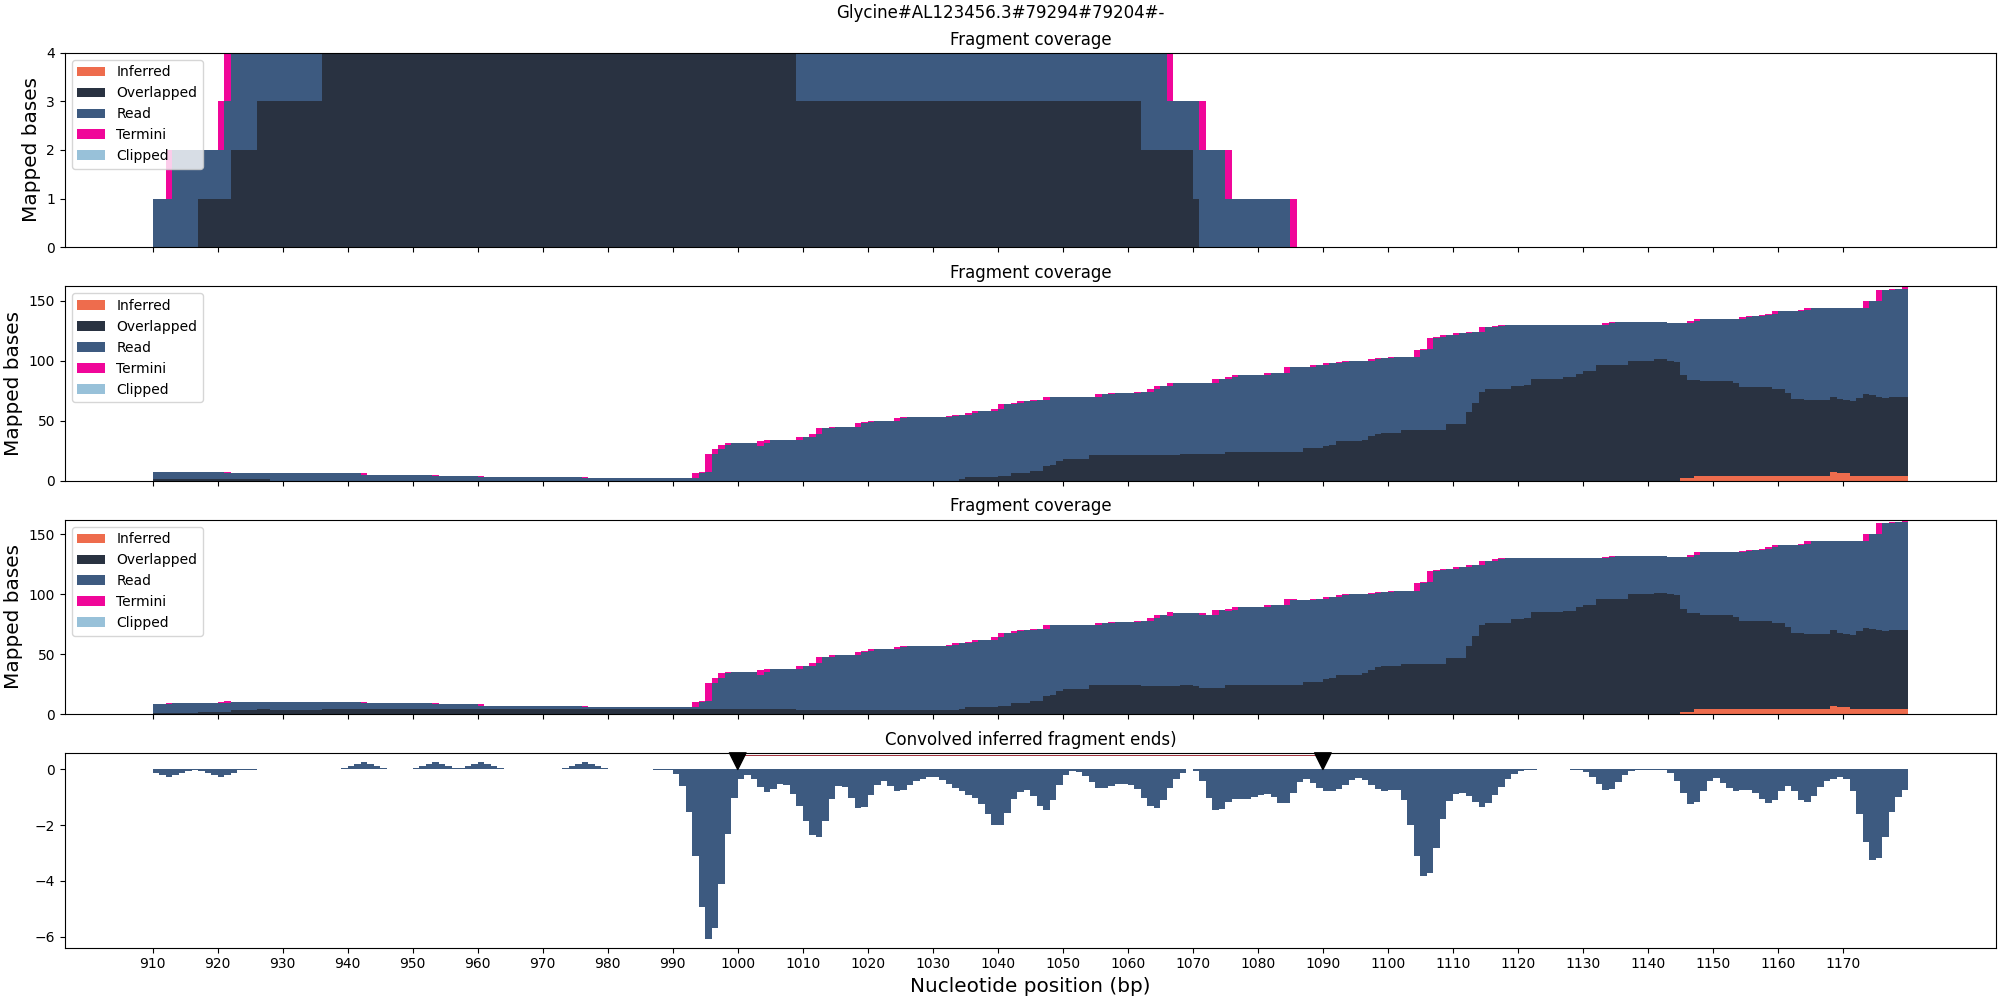 Glycine#AL123456.3#79294#79204#-
Fragment coverage
Mapped bases
4
3
2
1
0
Inferred
Overlapped
Read
Termini
Clipped
Fragment coverage
Mapped bases
150
100
50
0
Inferred
Overlapped
Read
Termini
Clipped
Fragment coverage
Mapped bases
150
100
50
0
Inferred
Overlapped
Read
Termini
Clipped
Convolved inferred fragment ends)
0
−2
−4
−6
910 920 930 940 950 960 970 980 990 1000 1010 1020 1030 1040 1050 1060 1070 1080 1090 1100 1110 1120 1130 1140 1150 1160 1170
Nucleotide position (bp)